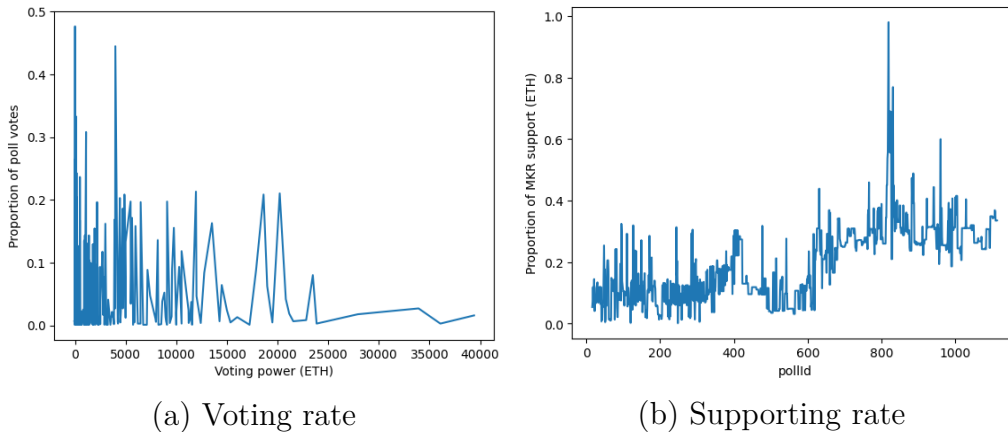 Proportion of poll votes
0.5
0.4
0.3
0.2
0.1
0.0
0 5000 10000 15000 20000 25000 30000 35000 40000
Voting power (ETH)
(a) Voting rate
Proportion of MKR support (ETH)
1.0
0.8
0.6
0.4
0.2
0.0
0 200 400 600 800 1000
pollId
(b) Supporting rate